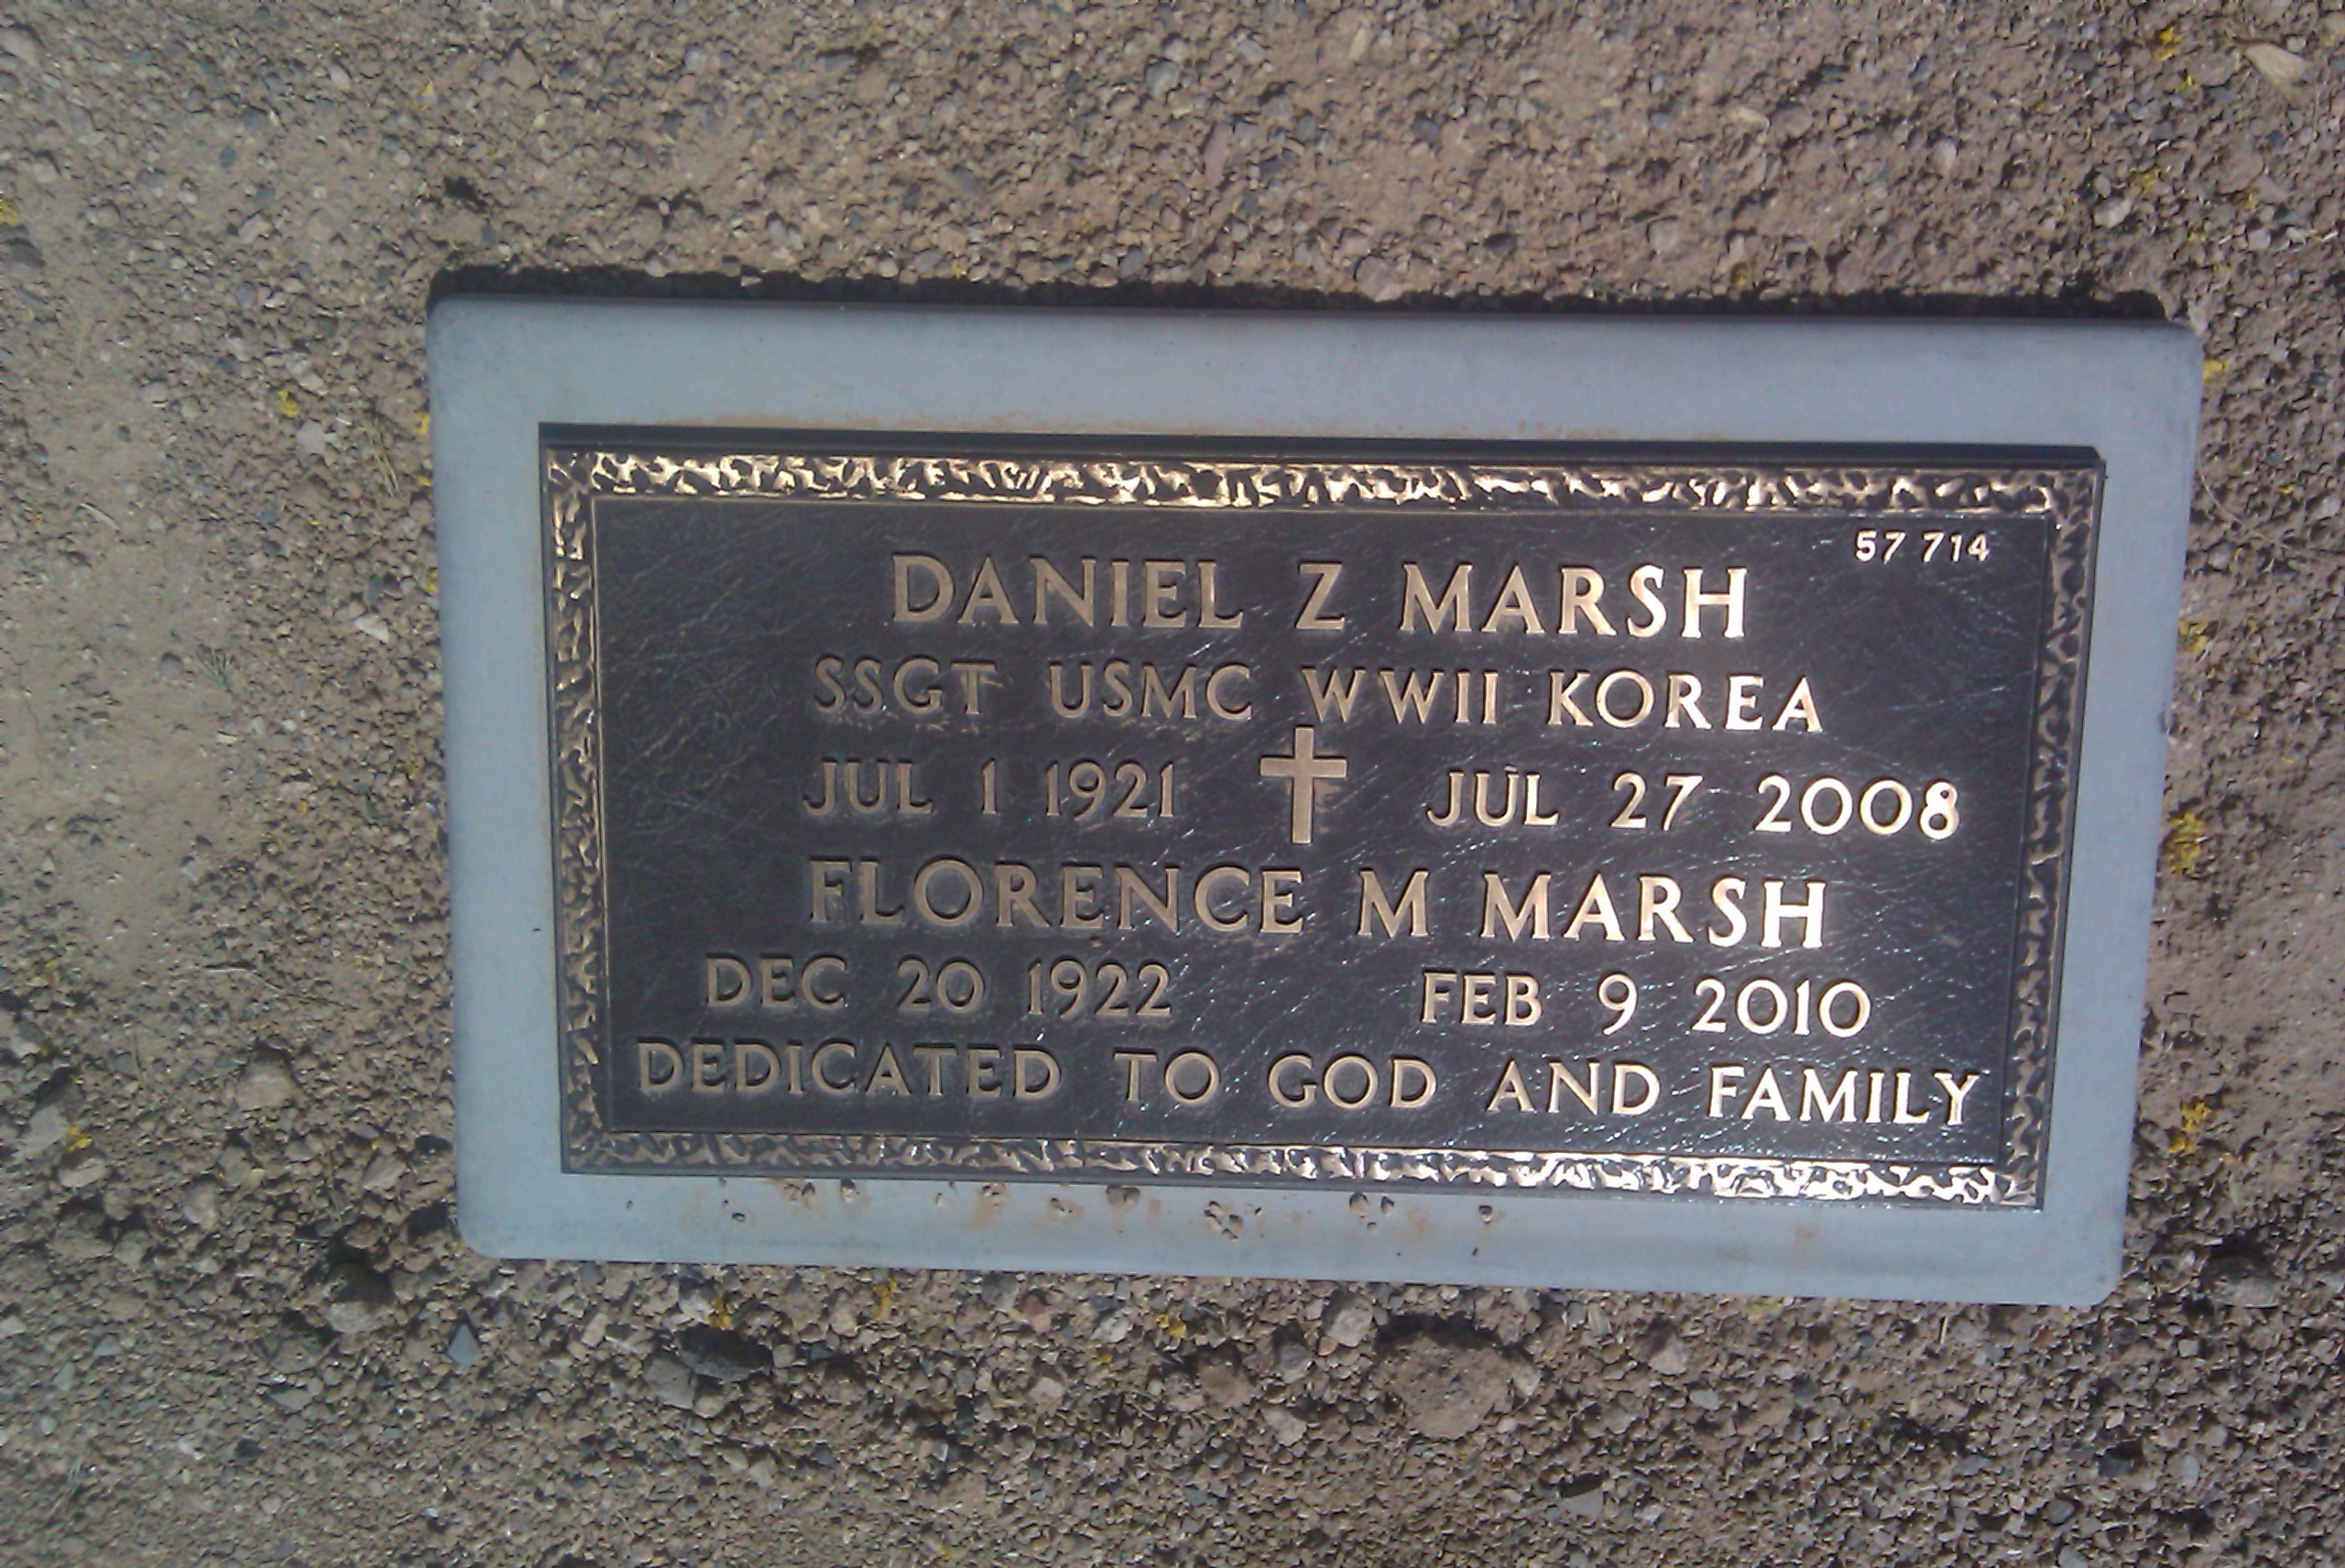 57 714
DANIEL Z MARSH
SSGT USMC WWII KOREA
JUL 1 1921 JUL 27 2008
FLORENCE M MARSH
DEC 20 1922 FEB 9 2010
DEDICATED TO GOD AND FAMILY